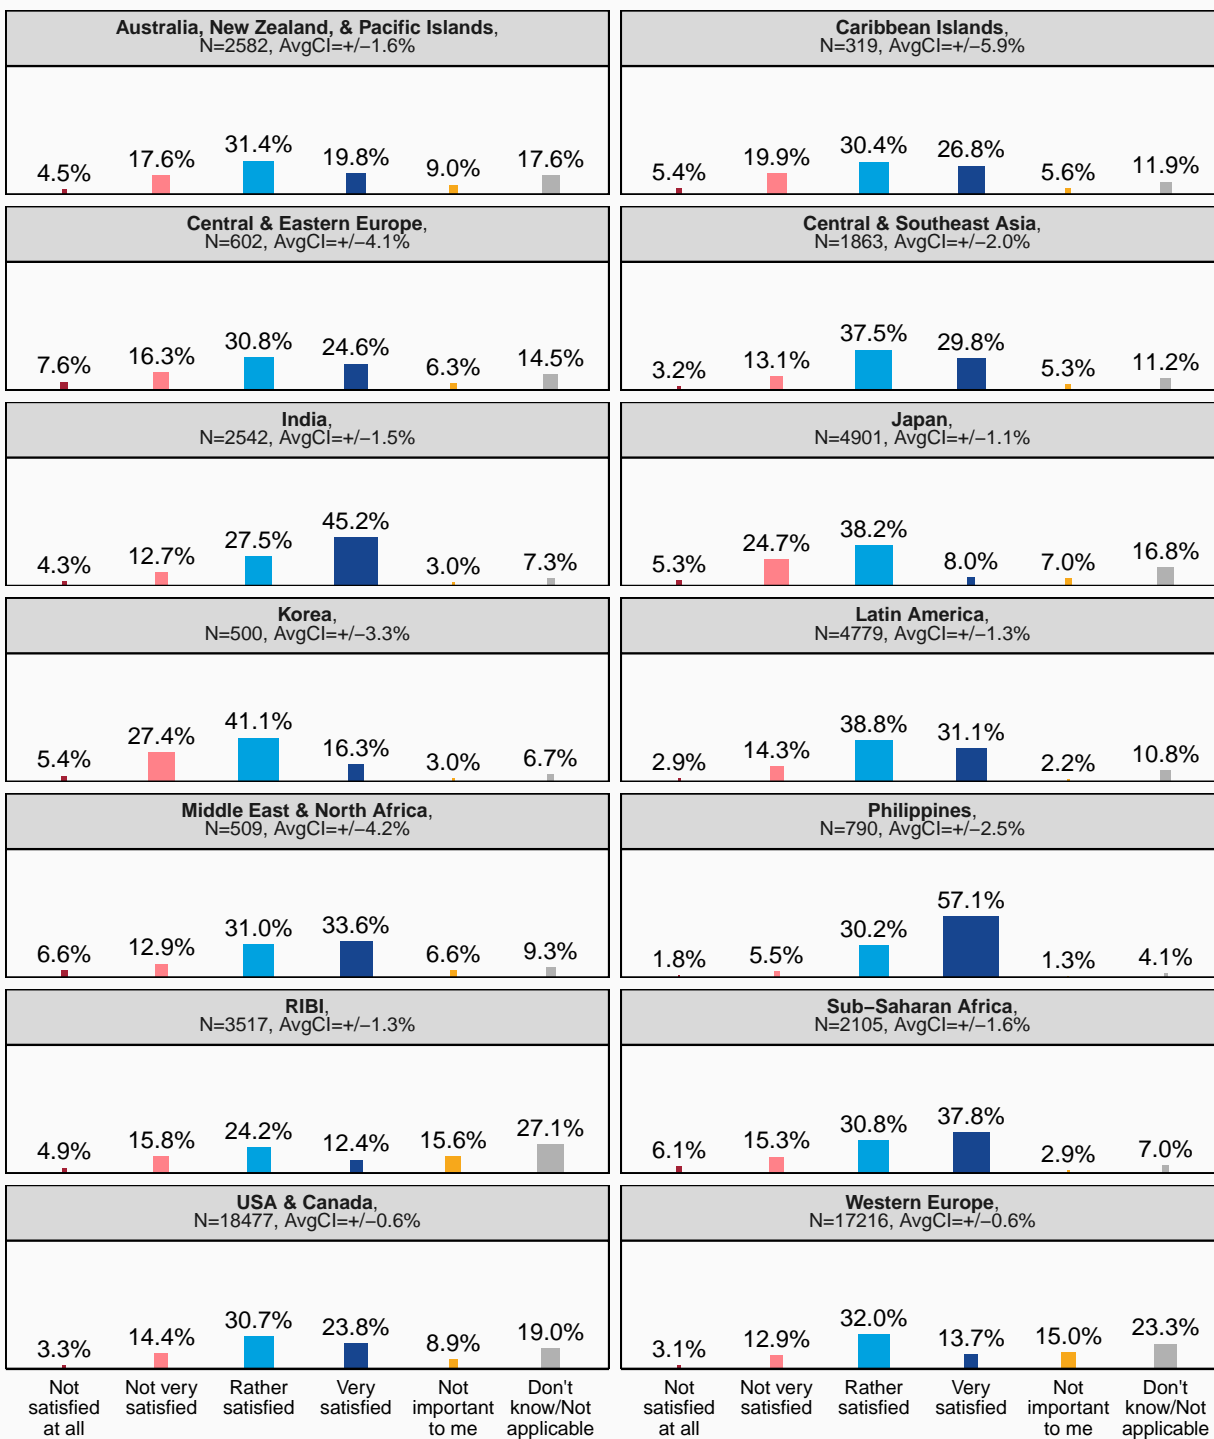 Australia, New Zealand, & Pacific Islands,
N=2582, AvgCI=+/−1.6%
4.5% 17.6% 31.4% 19.8% 9.0% 17.6%
Caribbean Islands,
N=319, AvgCI=+/−5.9%
5.4% 19.9% 30.4% 26.8% 5.6% 11.9%
Central & Eastern Europe,
N=602, AvgCI=+/−4.1%
7.6% 16.3% 30.8% 24.6% 6.3% 14.5%
Central & Southeast Asia,
N=1863, AvgCI=+/−2.0%
3.2% 13.1% 37.5% 29.8% 5.3% 11.2%
India,
N=2542, AvgCI=+/−1.5%
4.3% 12.7% 27.5% 45.2% 3.0% 7.3%
Japan,
N=4901, AvgCI=+/−1.1%
5.3% 24.7% 38.2% 8.0% 7.0% 16.8%
Korea,
N=500, AvgCI=+/−3.3%
5.4% 27.4% 41.1% 16.3% 3.0% 6.7%
Latin America,
N=4779, AvgCI=+/−1.3%
2.9% 14.3% 38.8% 31.1% 2.2% 10.8%
Middle East & North Africa,
N=509, AvgCI=+/−4.2%
6.6% 12.9% 31.0% 33.6% 6.6% 9.3%
Philippines,
N=790, AvgCI=+/−2.5%
1.8% 5.5% 30.2% 57.1% 1.3% 4.1%
RIBI,
N=3517, AvgCI=+/−1.3%
4.9% 15.8% 24.2% 12.4% 15.6% 27.1%
Sub−Saharan Africa,
N=2105, AvgCI=+/−1.6%
6.1% 15.3% 30.8% 37.8% 2.9% 7.0%
USA & Canada,
N=18477, AvgCI=+/−0.6%
3.3% 14.4% 30.7% 23.8% 8.9% 19.0%
Western Europe,
N=17216, AvgCI=+/−0.6%
3.1% 12.9% 32.0% 13.7% 15.0% 23.3%
Not Not very Rather Very Not Don't
satisfied satisfied satisfied satisfied important know/Not
at all to me applicable
Not Not very Rather Very Not Don't
satisfied satisfied satisfied satisfied important know/Not
at all to me applicable